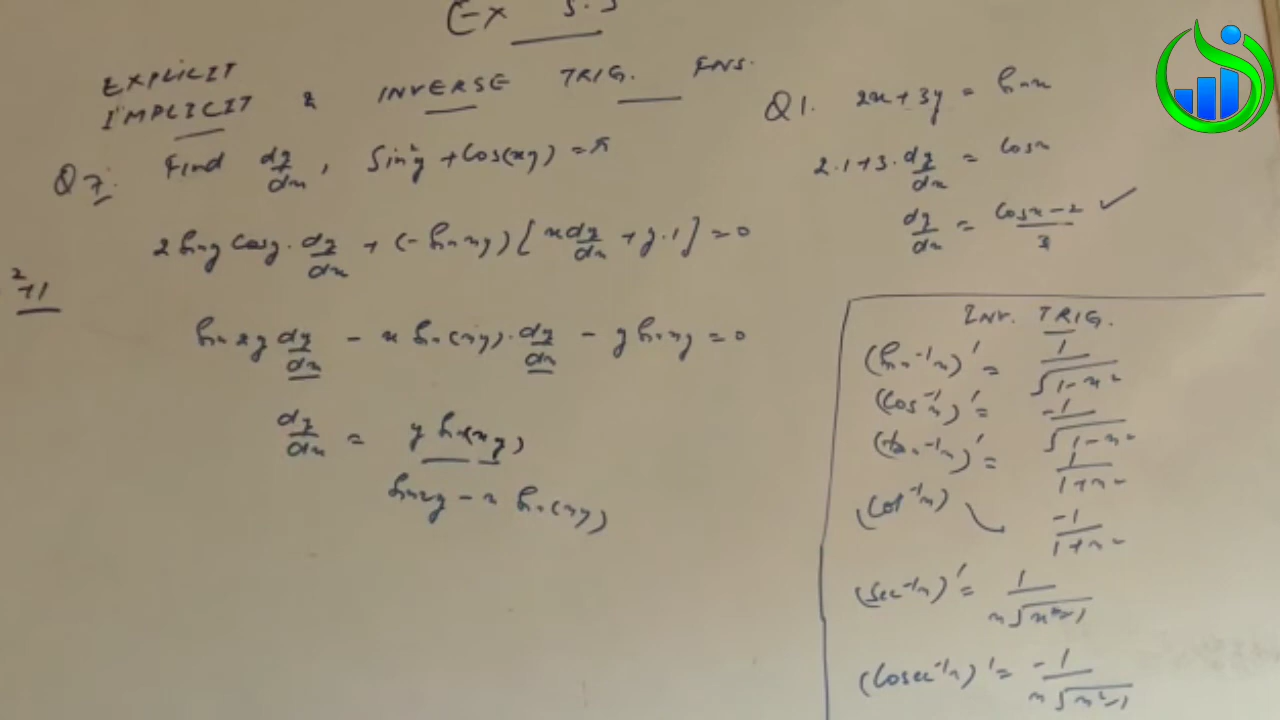 Ex 5.3
EXPLICIT
IMPLICIT & INVERSE TRIG. FNS.
Q 7: Find dy/dx, Sin²y + Cos(xy) = π
2 Sin y Cos y · dy/dx + (- Sin xy) [x dy/dx + y·1] = 0
2+1
Sin 2y dy/dx - x Sin(xy) · dy/dx - y Sin xy = 0
dy/dx = y Sin(xy)
Sin 2y - x Sin(xy)
Q1. 2x + 3y = Sin x
2·1 + 3· dy/dx = Cos x
dy/dx = (Cos x - 2)/3 ✓
INV. TRIG.
(Sin⁻¹x)' = 1/√(1-x²)
(Cos⁻¹x)' = -1/√(1-x²)
(tan⁻¹x)' = 1/(1+x²)
(Cot⁻¹x) -1/(1+x²)
(Sec⁻¹x)' = 1/(x√(x²-1))
(Cosec⁻¹x)' = -1/(x√(x²-1))